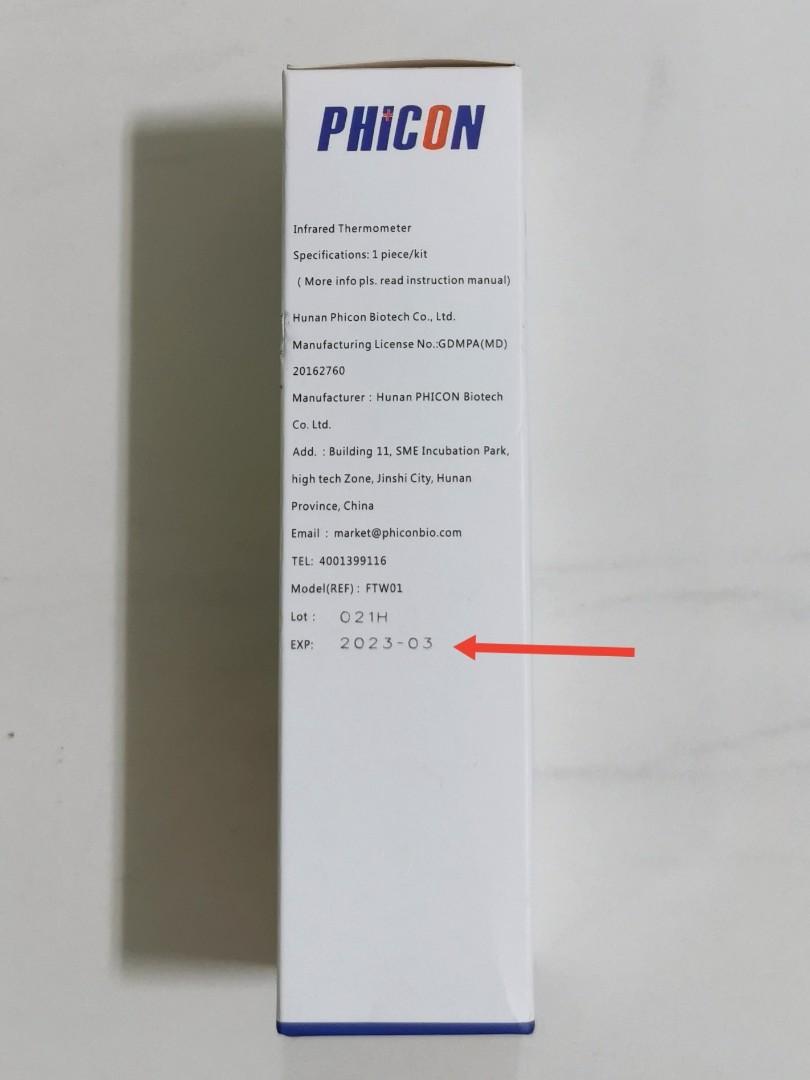 PHiCON
Infrared Thermometer
Specifications: 1 piece/kit
( More info pls. read instruction manual)
Hunan Phicon Biotech Co., Ltd.
Manufacturing License No.:GDMPA(MD)
20162760
Manufacturer : Hunan PHICON Biotech
Co. Ltd.
Add. : Building 11, SME Incubation Park,
high tech Zone, Jinshi City, Hunan
Province, China
Email : market@phiconbio.com
TEL: 4001399116
Model(REF) : FTW01
Lot : 021H
EXP: 2023-03